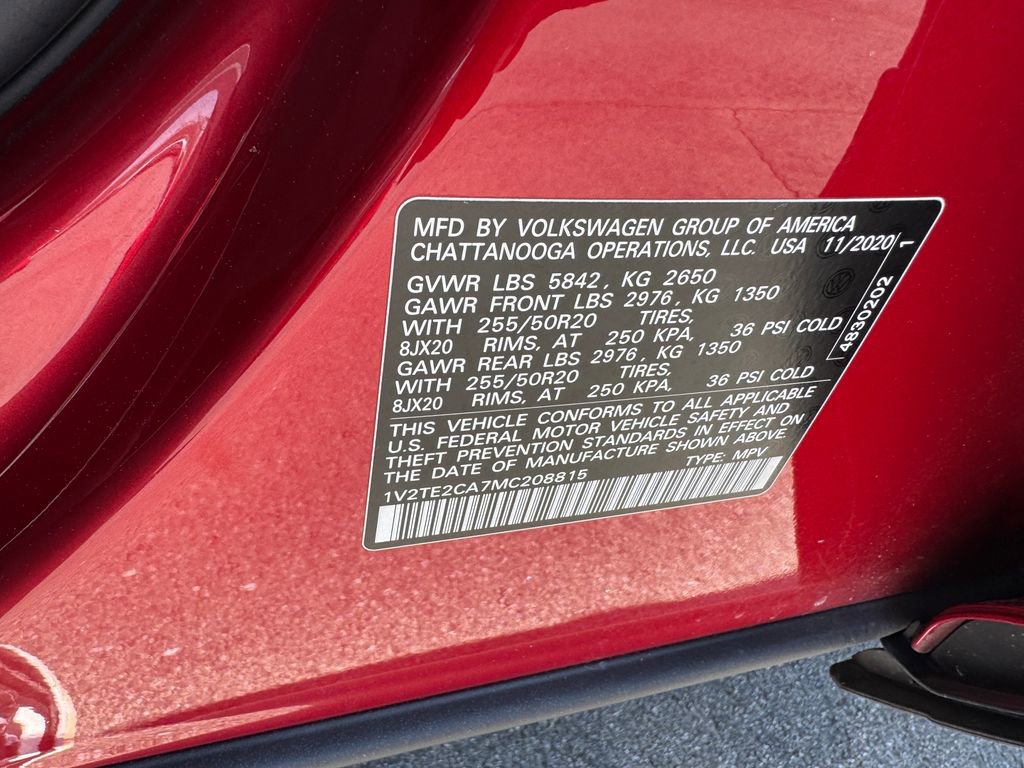 MFD BY VOLKSWAGEN GROUP OF AMERICA
CHATTANOOGA OPERATIONS, LLC. USA 11/2020
GVWR LBS 5842, KG 2650
GAWR FRONT LBS 2976, KG 1350
WITH 255/50R20 TIRES,
8JX20 RIMS, AT 250 KPA, 36 PSI COLD
GAWR REAR LBS 2976, KG 1350
WITH 255/50R20 TIRES,
8JX20 RIMS, AT 250 KPA, 36 PSI COLD
THIS VEHICLE CONFORMS TO ALL APPLICABLE
U.S. FEDERAL MOTOR VEHICLE SAFETY AND
THEFT PREVENTION STANDARDS IN EFFECT ON
THE DATE OF MANUFACTURE SHOWN ABOVE
1V2TE2CA7MC208815 TYPE: MPV
4830202 1